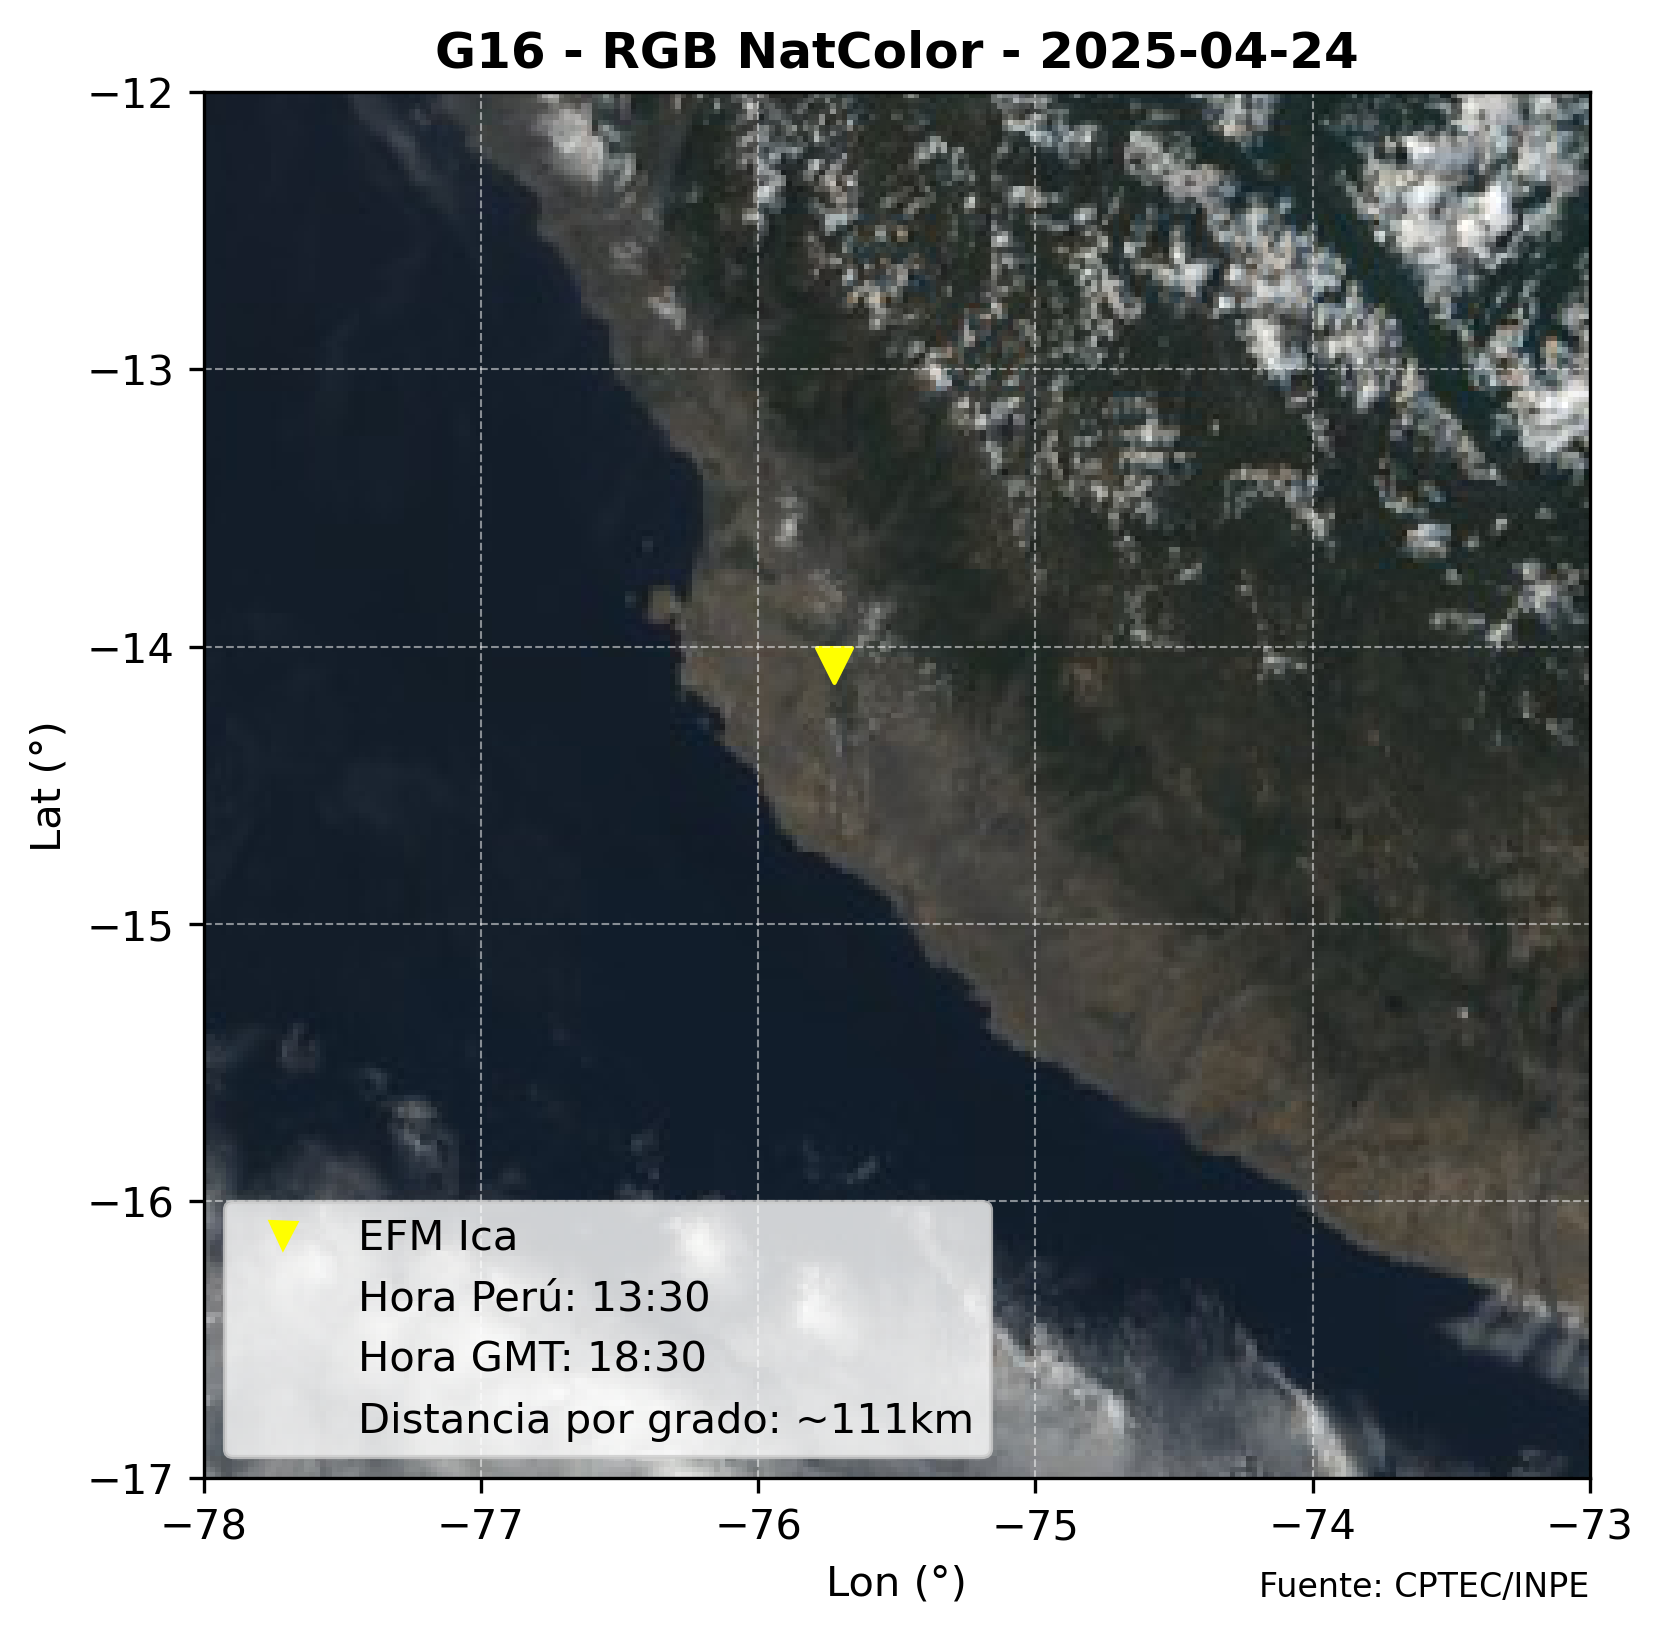 G16 - RGB NatColor - 2025-04-24
−12
−13
−14
−15
−16
−17
Lat (°)
EFM Ica
Hora Perú: 13:30
Hora GMT: 18:30
Distancia por grado: ~111km
−78 −77 −76 −75 −74 −73
Lon (°)
Fuente: CPTEC/INPE